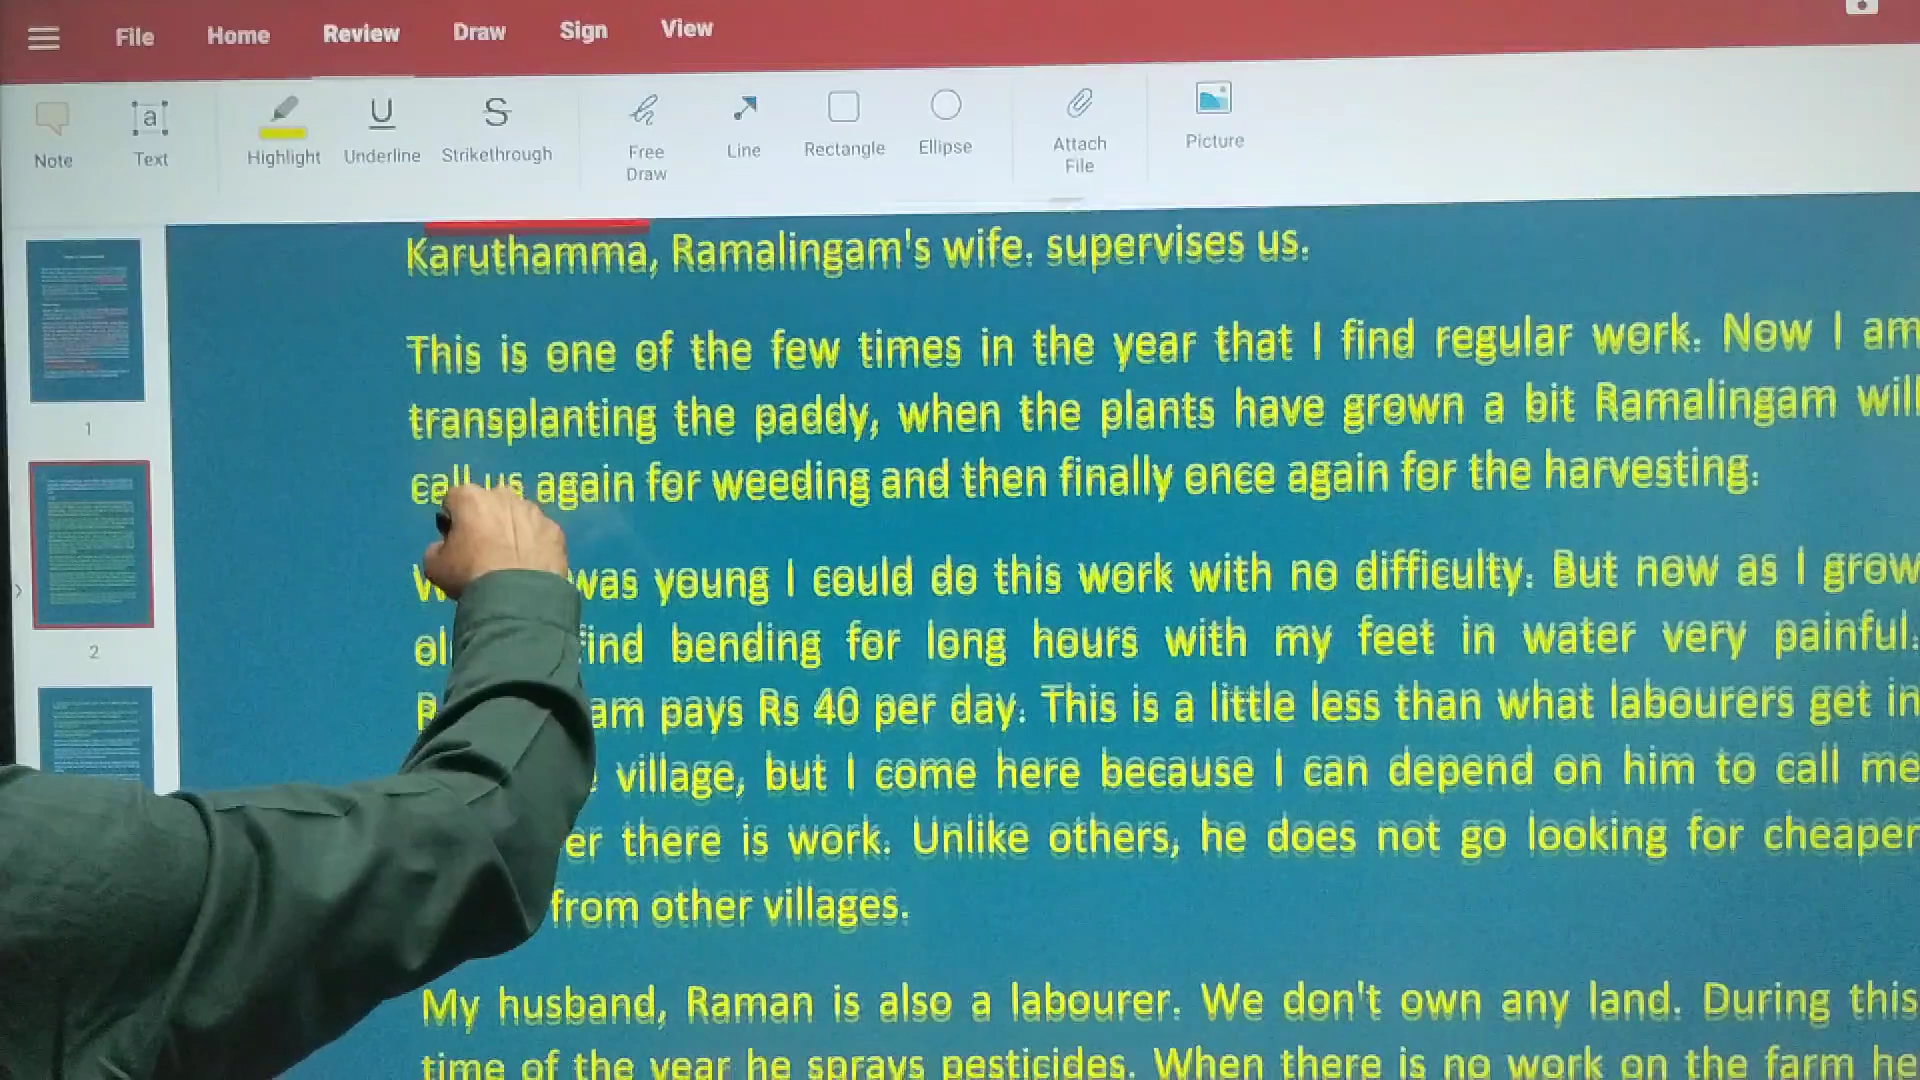 File Home Review Draw Sign View
Note Text Highlight Underline Strikethrough Free Draw Line Rectangle Ellipse Attach File Picture
Karuthamma, Ramalingam's wife. supervises us.
This is one of the few times in the year that I find regular work. Now I am
transplanting the paddy, when the plants have grown a bit Ramalingam will
call us again for weeding and then finally once again for the harvesting.
was young I could do this work with no difficulty. But now as I grow
find bending for long hours with my feet in water very painful.
pays Rs 40 per day. This is a little less than what labourers get in
village, but I come here because I can depend on him to call me
there is work. Unlike others, he does not go looking for cheaper
from other villages.
My husband, Raman is also a labourer. We don't own any land. During this
time of the year he sprays pesticides. When there is no work on the farm he
1
2